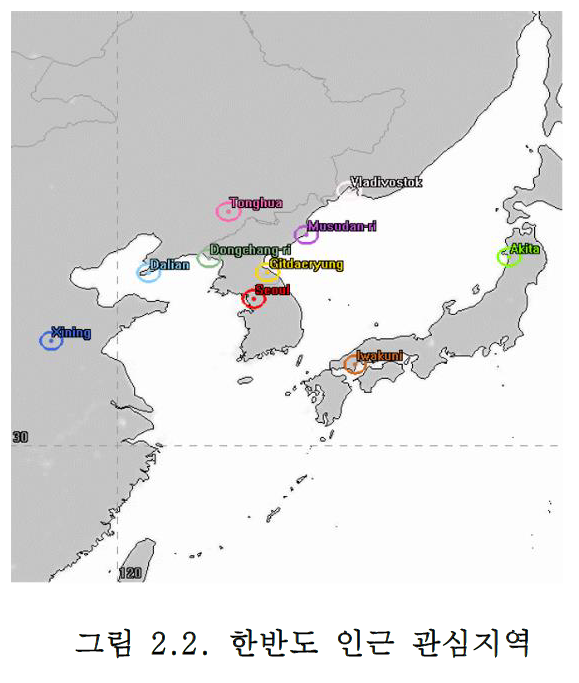 Vladivostok
Tonghua
Musudan-ri
Dongchang-ri
Akita
Dalian
Gitdaeryung
Seoul
Xining
Iwakuni
30
120
그림 2.2. 한반도 인근 관심지역